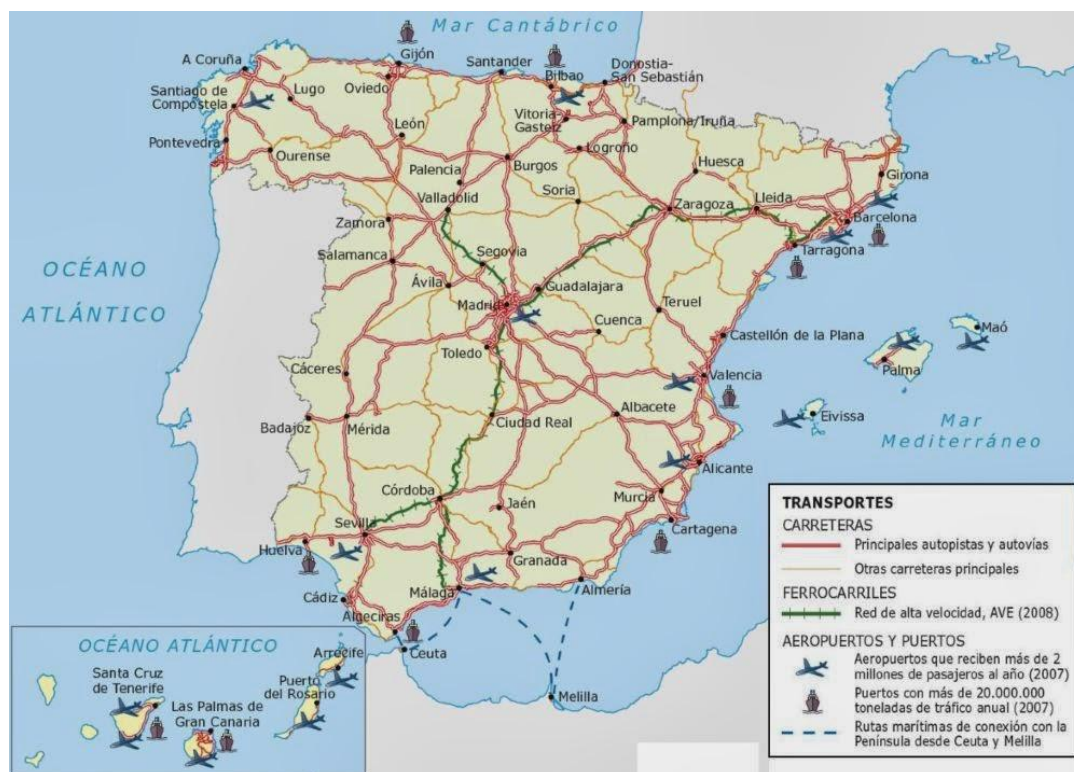 Mar Cantábrico
Gijón
A Coruña
Santander
Donostia-
San Sebastián
Bilbao
Oviedo
Lugo
Santiago de
Compostela
Vitoria-
Gasteiz
Pamplona/Iruña
León
Pontevedra
Ourense
Logroño
Burgos
Huesca
Palencia
Girona
Soria
Valladolid
Zaragoza
Lleida
Zamora
Barcelona
Tarragona
Segovia
Salamanca
OCÉANO
ATLÁNTICO
Ávila
Guadalajara
Madrid
Teruel
Cuenca
Maó
Castellón de la Plana
Toledo
Palma
Cáceres
Valencia
Eivissa
Albacete
Ciudad Real
Badajoz
Mérida
Mar
Mediterráneo
Alicante
Córdoba
Jaén
Murcia
Sevilla
Cartagena
Huelva
Granada
Málaga
Almería
Cádiz
Algeciras
Ceuta
Melilla
OCÉANO ATLÁNTICO
Arrecife
Santa Cruz
de Tenerife
Puerto
del Rosario
Las Palmas de
Gran Canaria
TRANSPORTES
CARRETERAS
Principales autopistas y autovías
Otras carreteras principales
FERROCARRILES
Red de alta velocidad, AVE (2008)
AEROPUERTOS Y PUERTOS
Aeropuertos que reciben más de 2
millones de pasajeros al año (2007)
Puertos con más de 20.000.000
toneladas de tráfico anual (2007)
Rutas marítimas de conexión con la
Península desde Ceuta y Melilla